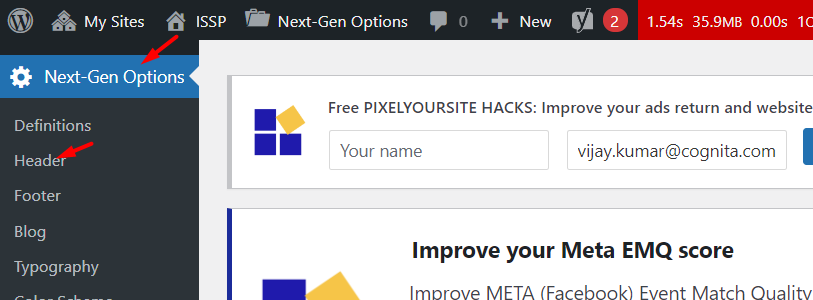 My Sites ISSP Next-Gen Options 0 New 2 1.54s 35.9MB 0.00s
Next-Gen Options
Definitions
Header
Footer
Blog
Typography
Free PIXELYOURSITE HACKS: Improve your ads return and website
Your name vijay.kumar@cognita.com
Improve your Meta EMQ score
Improve META (Facebook) Event Match Quality